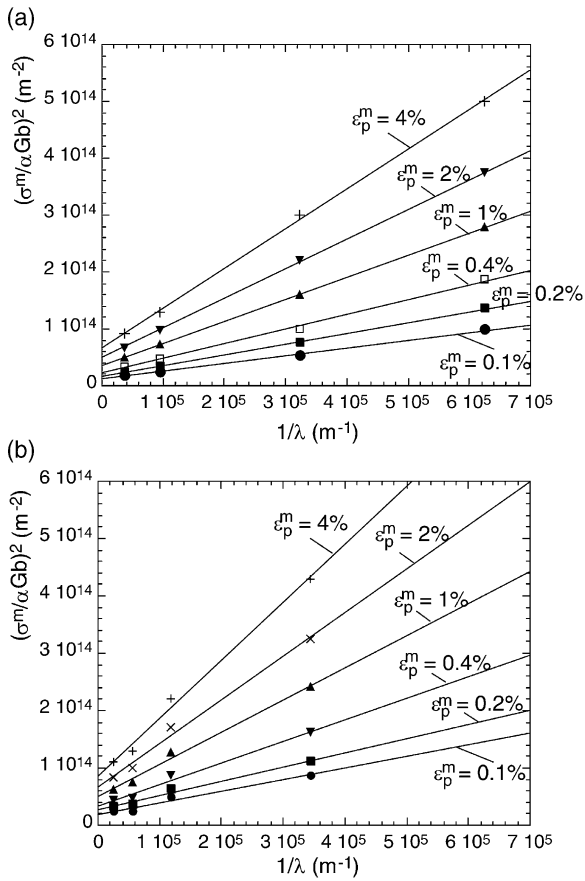 (a)
(σᵐ/αGb)² (m⁻²)
6 10¹⁴
5 10¹⁴
4 10¹⁴
3 10¹⁴
2 10¹⁴
1 10¹⁴
0
εₚᵐ = 4%
εₚᵐ = 2%
εₚᵐ = 1%
εₚᵐ = 0.4%
εₚᵐ = 0.2%
εₚᵐ = 0.1%
0 1 10⁵ 2 10⁵ 3 10⁵ 4 10⁵ 5 10⁵ 6 10⁵ 7 10⁵
1/λ (m⁻¹)
(b)
(σᵐ/αGb)² (m⁻²)
6 10¹⁴
5 10¹⁴
4 10¹⁴
3 10¹⁴
2 10¹⁴
1 10¹⁴
0
εₚᵐ = 4%
εₚᵐ = 2%
εₚᵐ = 1%
εₚᵐ = 0.4%
εₚᵐ = 0.2%
εₚᵐ = 0.1%
0 1 10⁵ 2 10⁵ 3 10⁵ 4 10⁵ 5 10⁵ 6 10⁵ 7 10⁵
1/λ (m⁻¹)